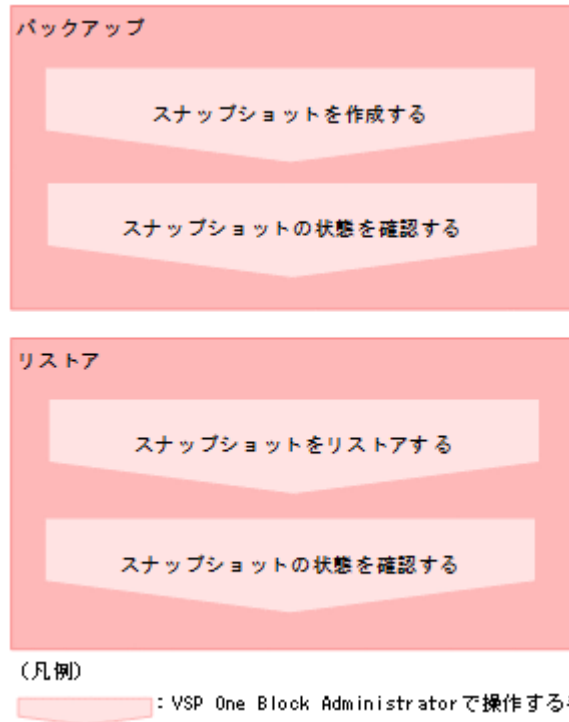 バックアップ
スナップショットを作成する
スナップショットの状態を確認する
リストア
スナップショットをリストアする
スナップショットの状態を確認する
（凡例）
：VSP One Block Administratorで操作する